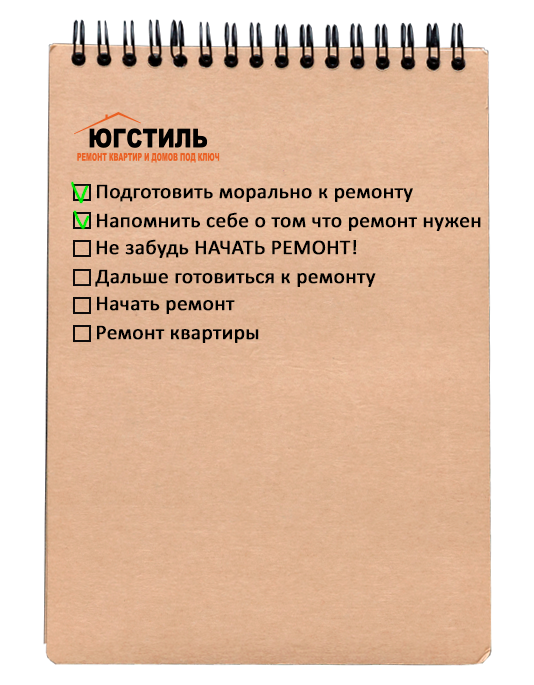 ЮГСТИЛЬ
РЕМОНТ КВАРТИР И ДОМОВ ПОД КЛЮЧ
Подготовить морально к ремонту
Напомнить себе о том что ремонт нужен
Не забудь НАЧАТЬ РЕМОНТ!
Дальше готовиться к ремонту
Начать ремонт
Ремонт квартиры